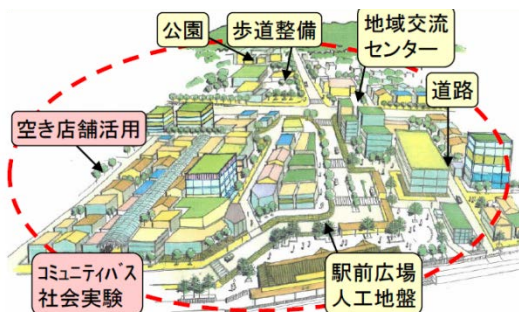 公園
歩道整備
地域交流
センター
道路
空き店舗活用
ｺﾐｭﾆﾃｨﾊﾞｽ
社会実験
駅前広場
人工地盤